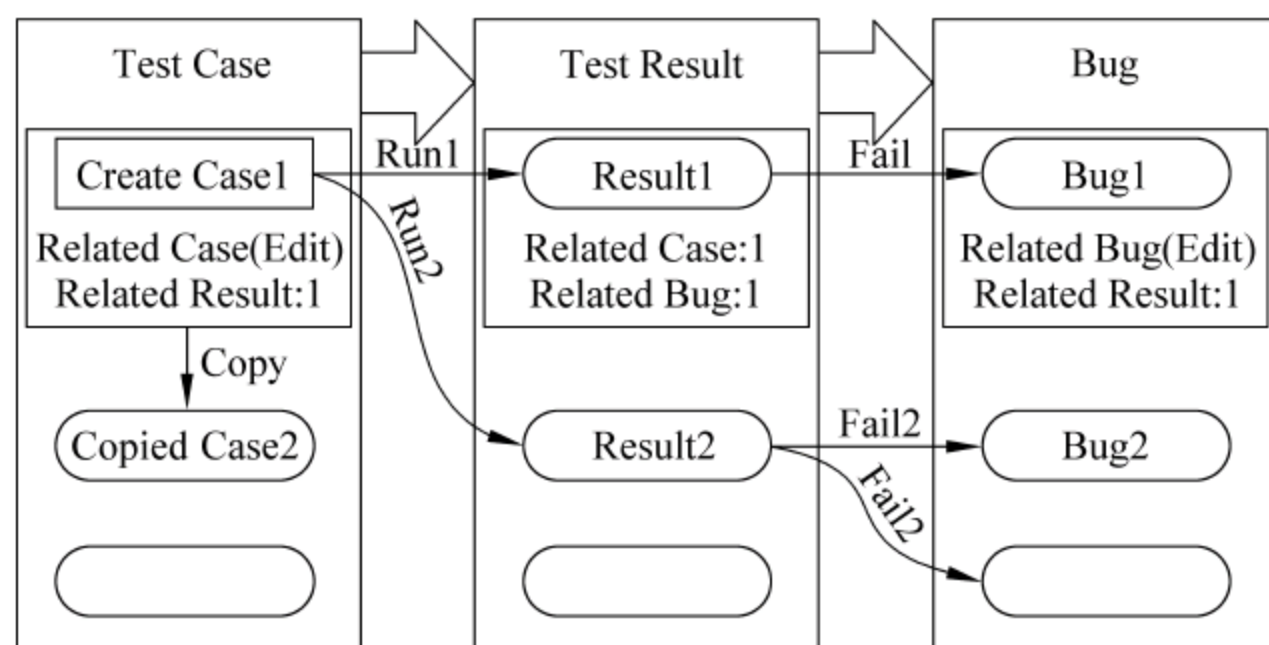 Test Case
Test Result
Bug
Create Case1
Run1
Result1
Fail
Bug1
Related Case(Edit)
Related Result:1
Run2
Related Case:1
Related Bug:1
Related Bug(Edit)
Related Result:1
Copy
Copied Case2
Result2
Fail2
Bug2
Fail2